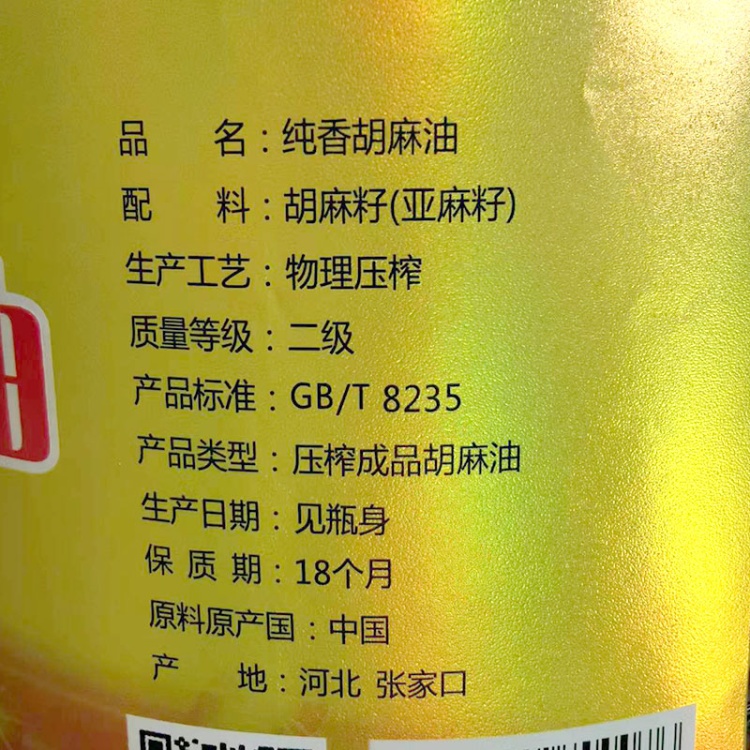 品 名：纯香胡麻油
配 料：胡麻籽(亚麻籽)
生产工艺：物理压榨
质量等级：二级
产品标准：GB/T 8235
产品类型：压榨成品胡麻油
生产日期：见瓶身
保 质 期：18个月
原料原产国：中国
产 地：河北 张家口